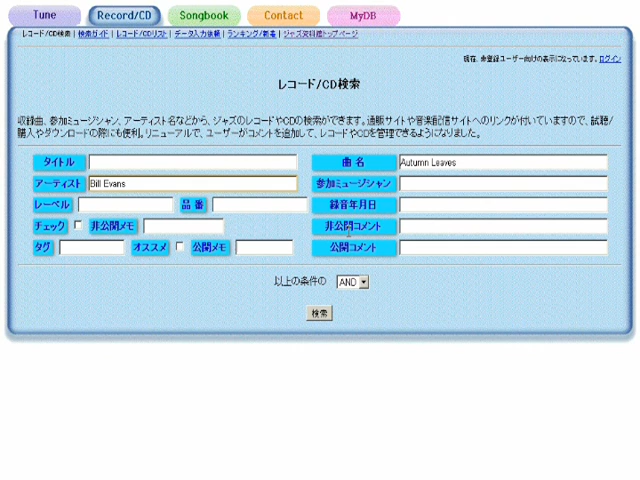 Tune Record/CD Songbook Contact MyDB
レコード/CD検索 | 検索ガイド | レコード/CDリスト | データ入力依頼 | ランキング/新着 | ジャズ資料館トップページ
現在、未登録ユーザー向けの表示になっています。ログイン
レコード/CD検索
収録曲、参加ミュージシャン、アーティスト名などから、ジャズのレコードやCDの検索ができます。通販サイトや音楽配信サイトへのリンクが付いていますので、試聴/
購入やダウンロードの際にも便利。リニューアルで、ユーザーがコメントを追加して、レコードやCDを管理できるようになりました。
タイトル 曲 名 Autumn Leaves
アーティスト Bill Evans 参加ミュージシャン
レーベル 品 番 録音年月日
チェック 非公開メモ 非公開コメント
タグ オススメ 公開メモ 公開コメント
以上の条件の AND
検索